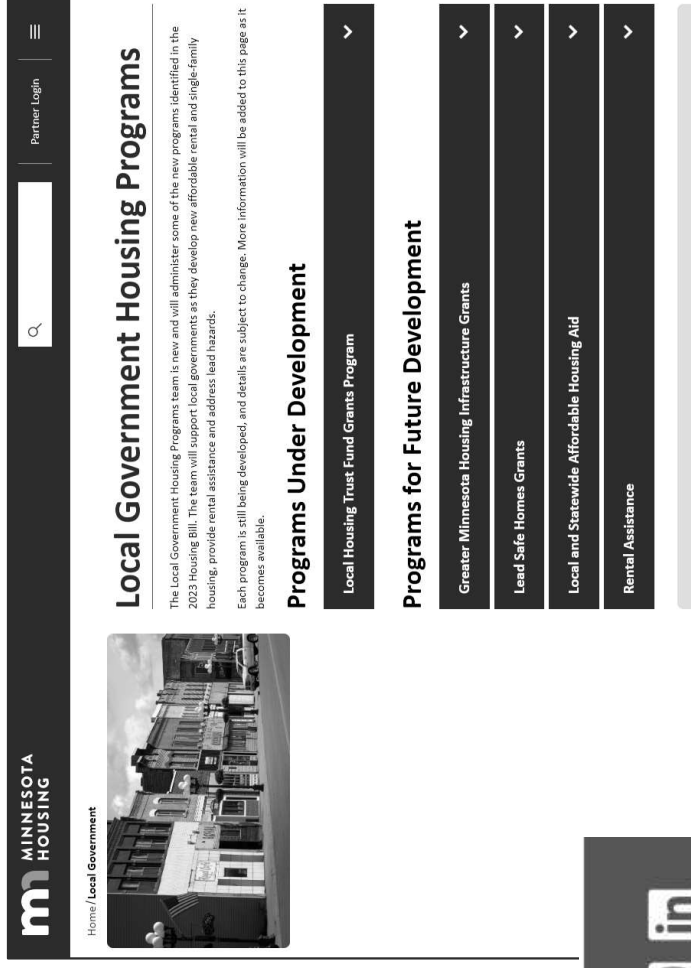 MINNESOTA
HOUSING
Partner Login
Home/Local Government
Local Government Housing Programs
The Local Government Housing Programs team is new and will administer some of the new programs identified in the
2023 Housing Bill. The team will support local governments as they develop new affordable rental and single-family
housing, provide rental assistance and address lead hazards.
Each program is still being developed, and details are subject to change. More information will be added to this page as it
becomes available.
Programs Under Development
Local Housing Trust Fund Grants Program
Programs for Future Development
Greater Minnesota Housing Infrastructure Grants
Lead Safe Homes Grants
Local and Statewide Affordable Housing Aid
Rental Assistance
in